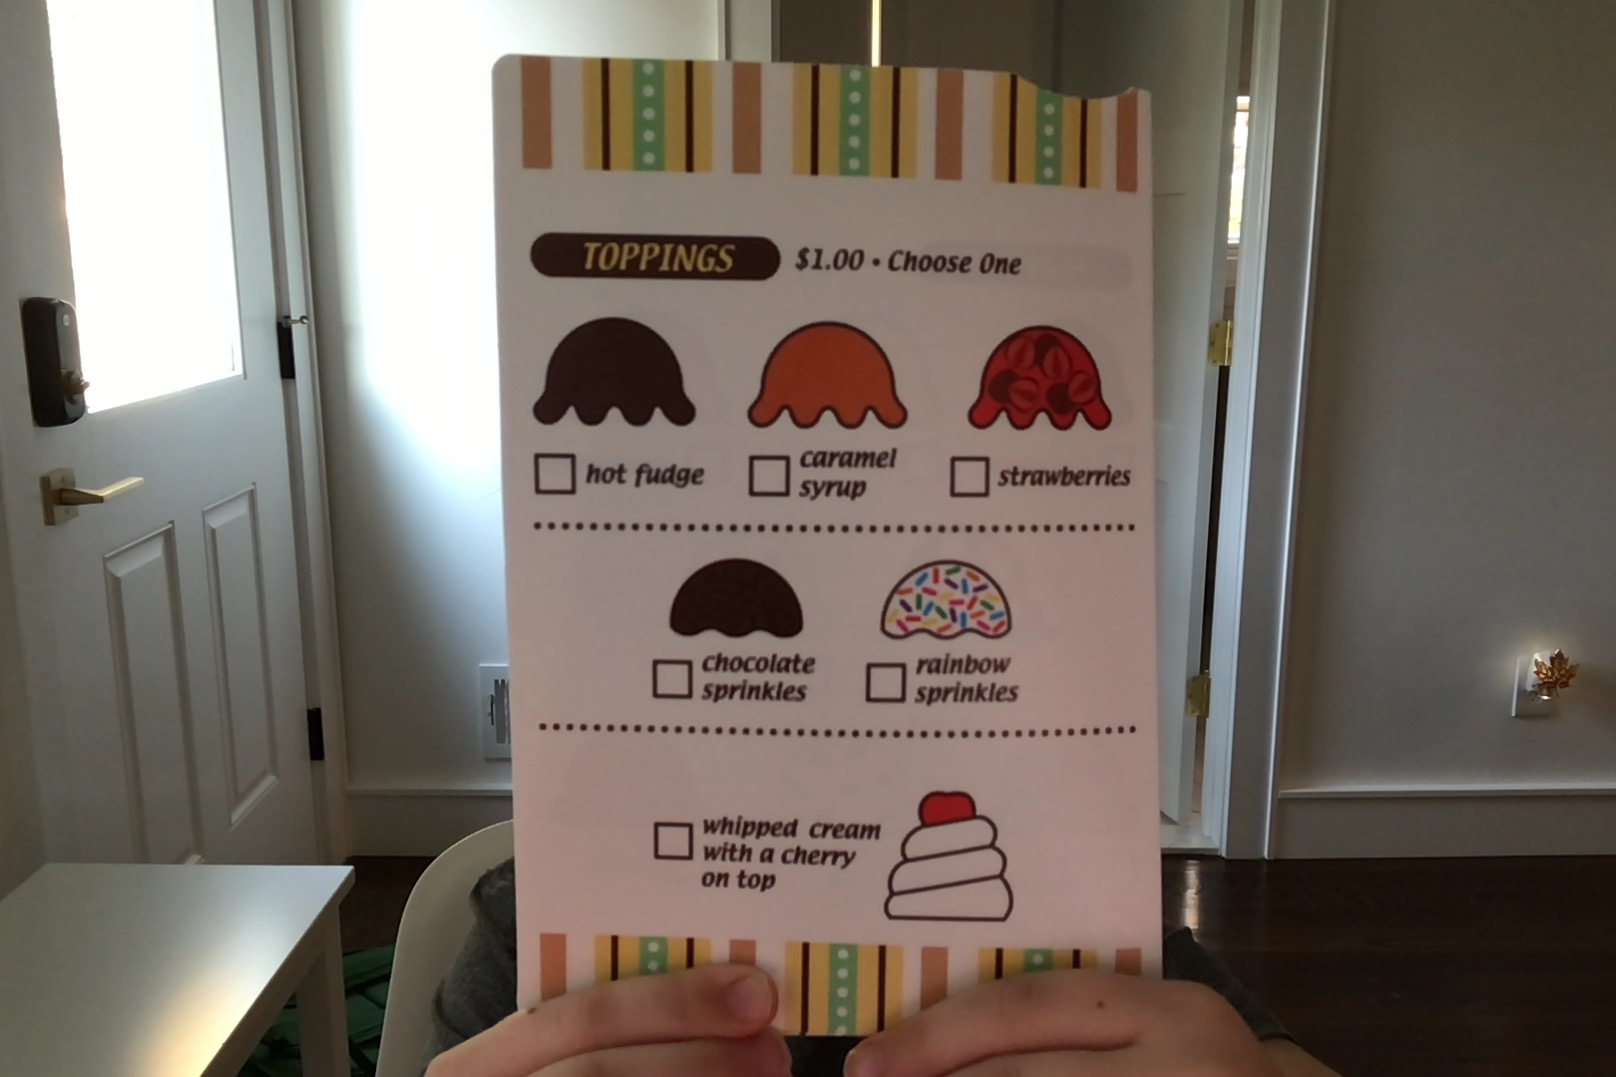 TOPPINGS $1.00 • Choose One
hot fudge
caramel
syrup
strawberries
chocolate
sprinkles
rainbow
sprinkles
whipped cream
with a cherry
on top